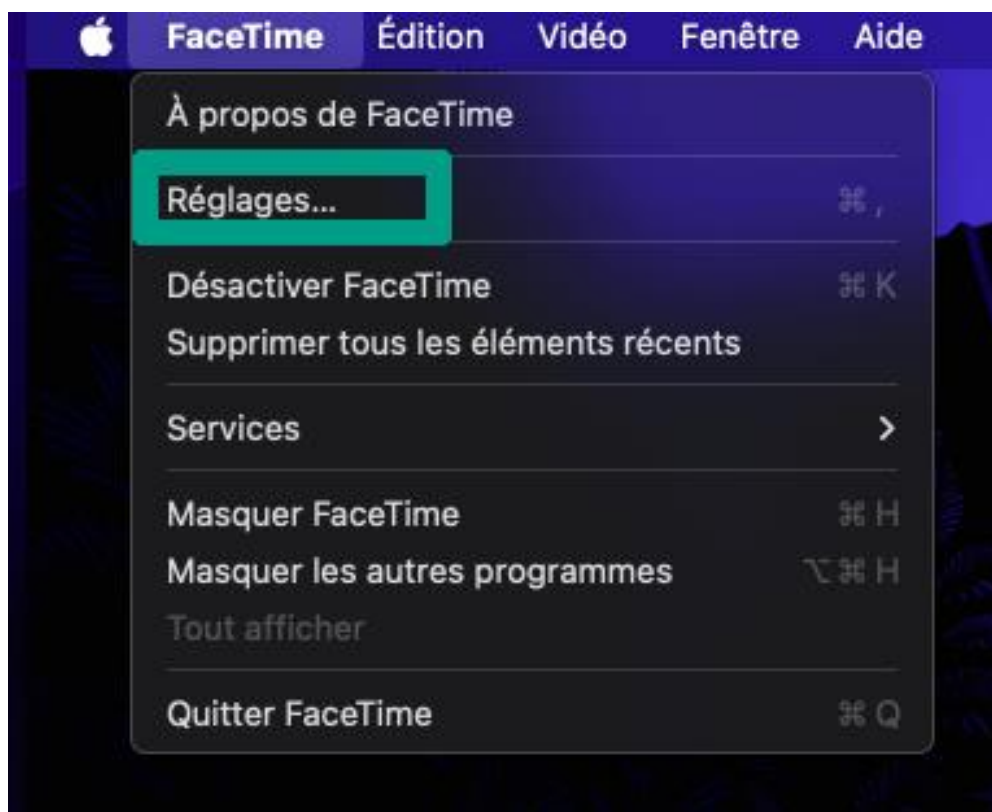 FaceTime Édition Vidéo Fenêtre Aide
À propos de FaceTime
Réglages... ⌘ ,
Désactiver FaceTime ⌘ K
Supprimer tous les éléments récents
Services >
Masquer FaceTime ⌘ H
Masquer les autres programmes ⌥ ⌘ H
Tout afficher
Quitter FaceTime ⌘ Q